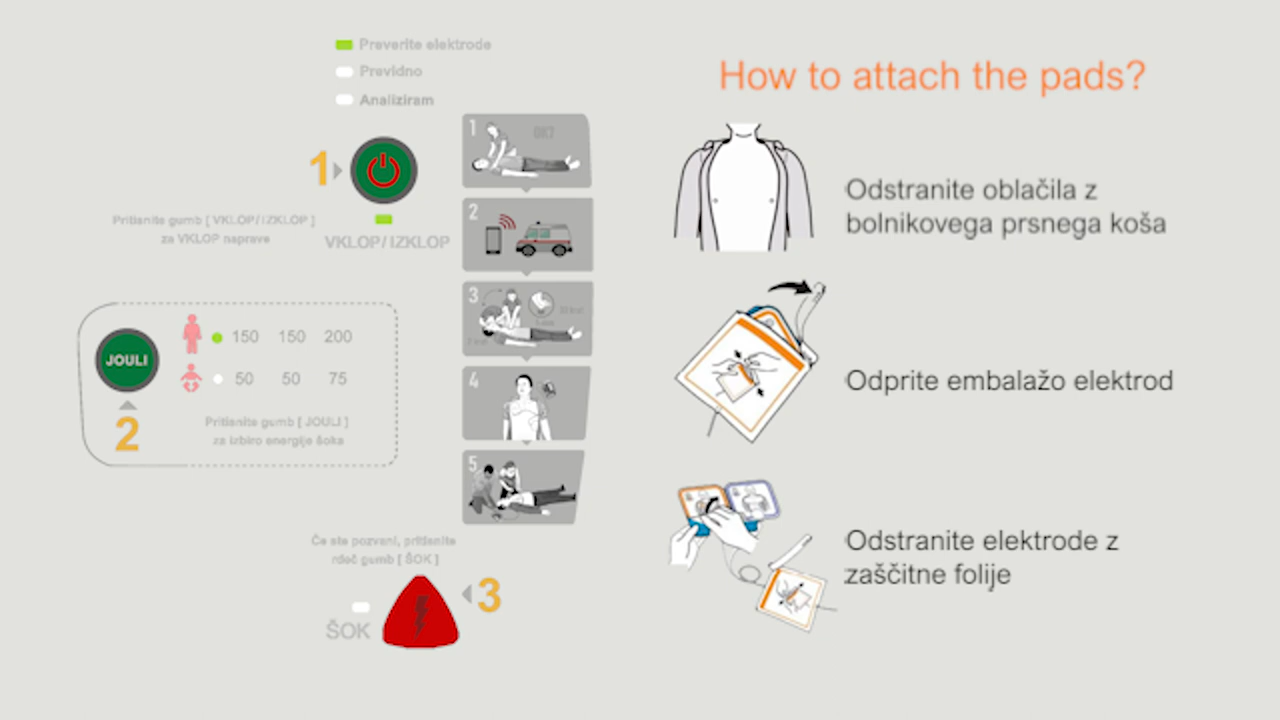 Preverite elektrode
Previdno
Analiziram
1
Pritisnite gumb [ VKLOP/IZKLOP ]
za VKLOP naprave
VKLOP/IZKLOP
JOULI
150 150 200
50 50 75
2
Pritisnite gumb [ JOULI ]
za izbiro energije šoka
1
OK?
2
3
4
5
Če ste pozvani, pritisnite
rdeč gumb [ ŠOK ]
3
ŠOK
How to attach the pads?
Odstranite oblačila z
bolnikovega prsnega koša
Odprite embalažo elektrod
Odstranite elektrode z
zaščitne folije